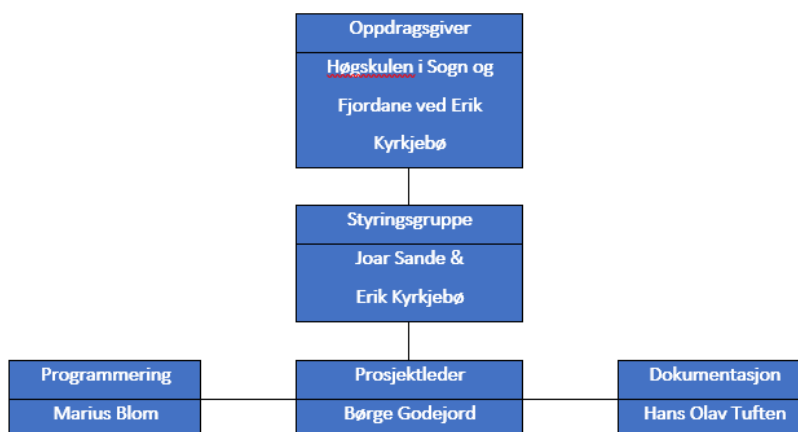 Oppdragsgiver
Høgskulen i Sogn og
Fjordane ved Erik
Kyrkjebø
Styringsgruppe
Joar Sande &
Erik Kyrkjebø
Programmering
Marius Blom
Prosjektleder
Børge Godejord
Dokumentasjon
Hans Olav Tuften